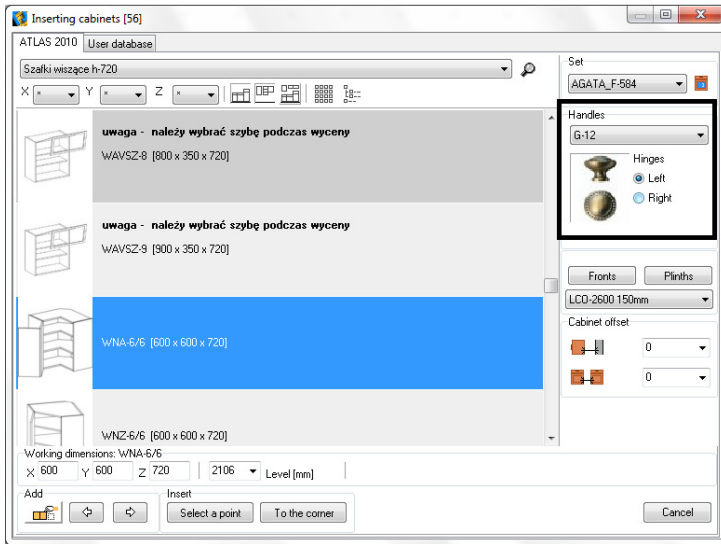 Inserting cabinets [56]
ATLAS 2010 User database
Szafki wiszące h-720
X * Y * Z *
uwaga - należy wybrać szybę podczas wyceny
WAVSZ-8 [800 x 350 x 720]
uwaga - należy wybrać szybę podczas wyceny
WAVSZ-9 [900 x 350 x 720]
WNA-6/6 [600 x 600 x 720]
WNZ-6/6 [600 x 600 x 720]
Set
AGATA_F-584
Handles
G-12
Hinges
Left
Right
Fronts Plinths
LCO-2600 150mm
Cabinet offset
0
0
Working dimensions: WNA-6/6
X 600 Y 600 Z 720 2106 Level [mm]
Add Insert
Select a point To the corner Cancel